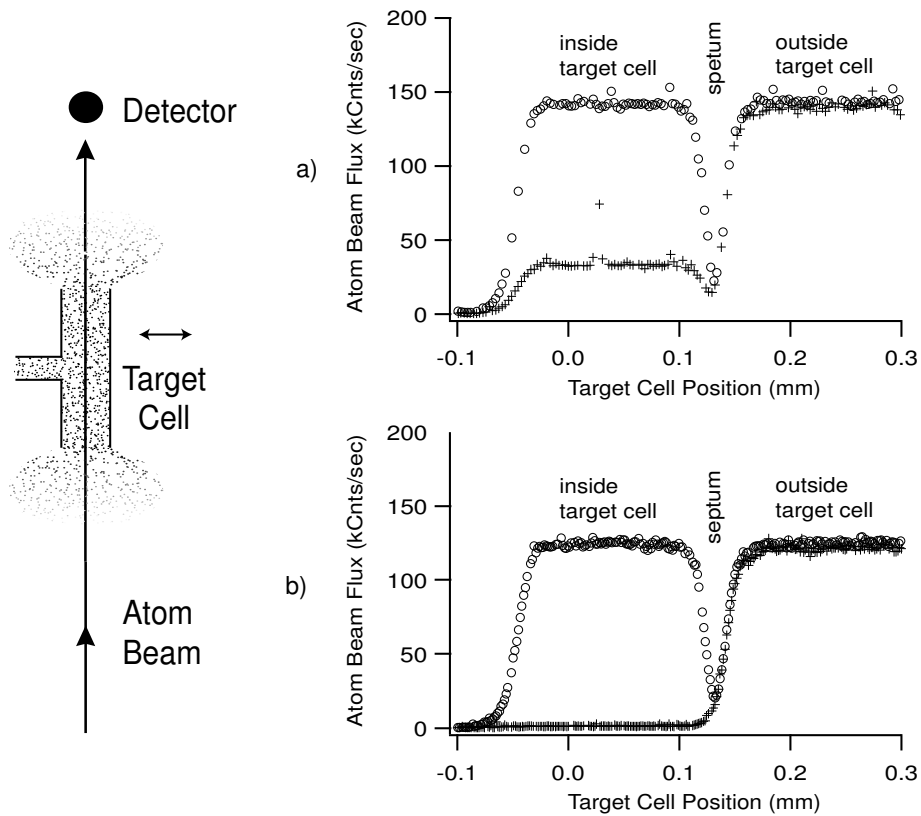 Detector
Target
Cell
Atom
Beam
a)
Atom Beam Flux (kCnts/sec)
200
150
100
50
0
inside
target cell
spetum
outside
target cell
-0.1
0.0
0.1
0.2
0.3
Target Cell Position (mm)
b)
Atom Beam Flux (kCnts/sec)
200
150
100
50
0
inside
target cell
septum
outside
target cell
-0.1
0.0
0.1
0.2
0.3
Target Cell Position (mm)